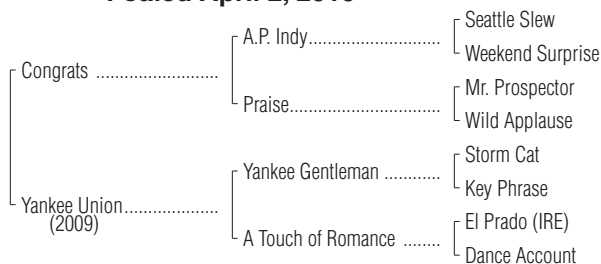 Foaled April 2,
Seattle Slew
A.P. Indy..................................
Weekend Surprise
Congrats ...............................
Mr. Prospector
Praise.......................................
Wild Applause
Storm Cat
Yankee Gentleman ..............
Key Phrase
Yankee Union........................
(2009)
El Prado (IRE)
A Touch of Romance .........
Dance Account